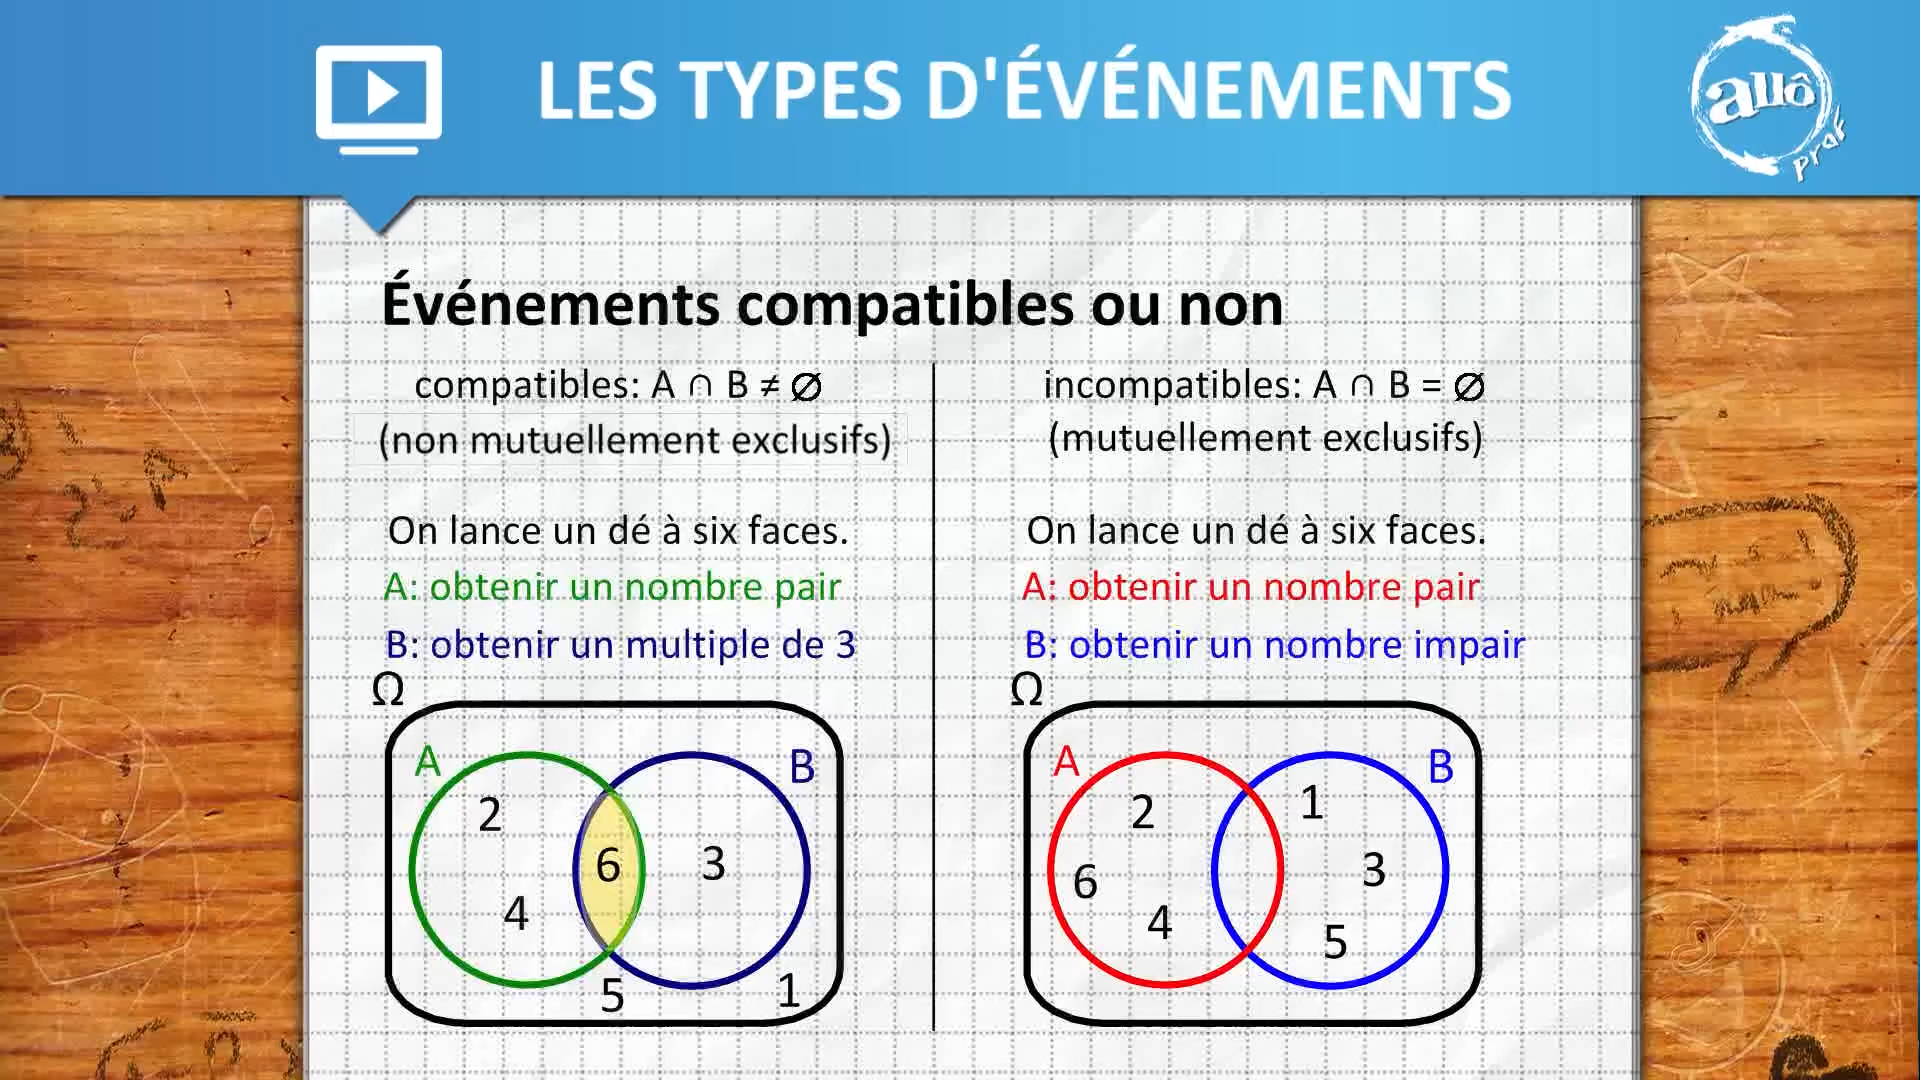 LES TYPES D'ÉVÉNEMENTS
allô
prof
Événements compatibles ou non
compatibles: A ∩ B ≠ ∅
(non mutuellement exclusifs)
On lance un dé à six faces.
A: obtenir un nombre pair
B: obtenir un multiple de 3
Ω
A
B
2
6
3
4
5
1
incompatibles: A ∩ B = ∅
(mutuellement exclusifs)
On lance un dé à six faces.
A: obtenir un nombre pair
B: obtenir un nombre impair
Ω
A
B
2
1
6
3
4
5